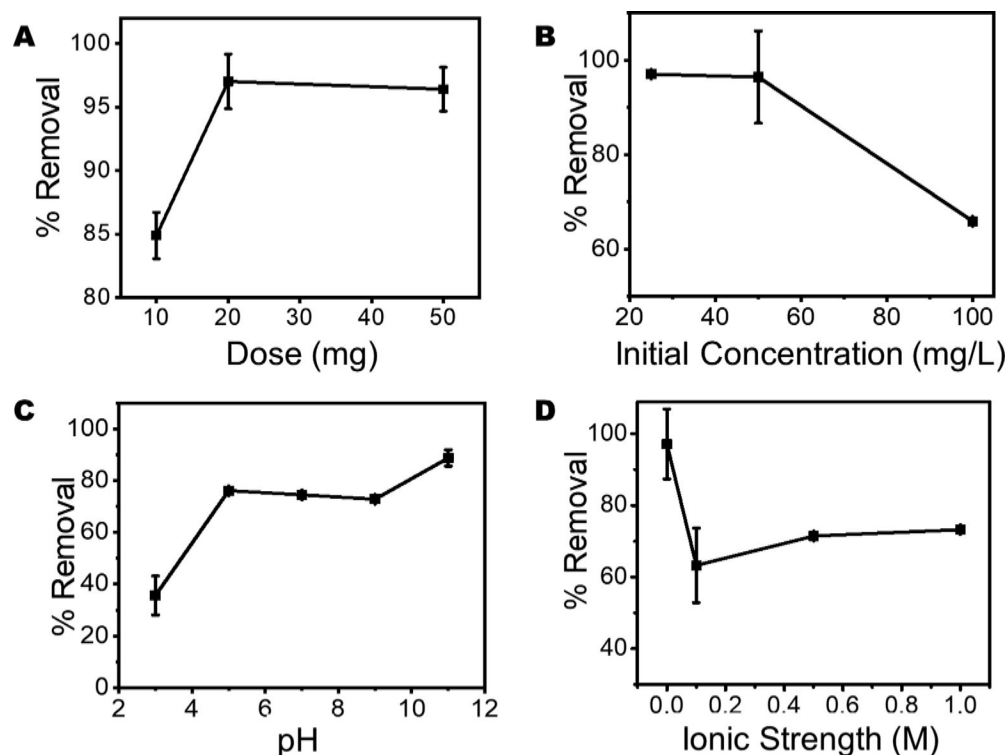 A
% Removal
100
95
90
85
80
10 20 30 40 50
Dose (mg)
B
% Removal
100
80
60
20 40 60 80 100
Initial Concentration (mg/L)
C
% Removal
100
80
60
40
20
0
2 4 6 8 10 12
pH
D
% Removal
100
80
60
40
0.0 0.2 0.4 0.6 0.8 1.0
Ionic Strength (M)